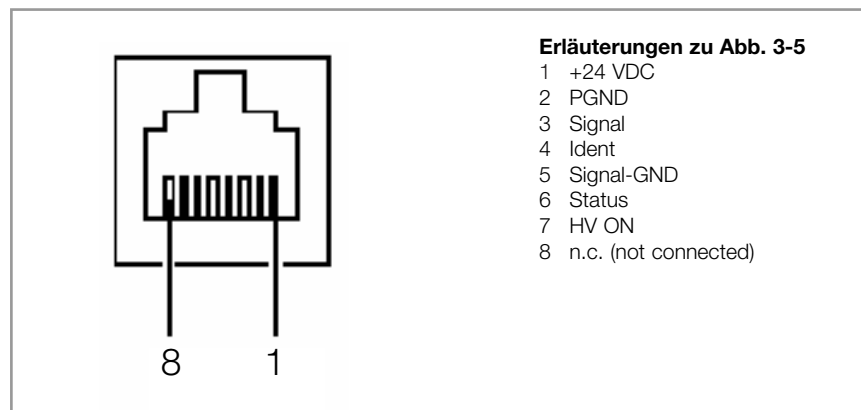 Erläuterungen zu Abb. 3-5
1 +24 VDC
2 PGND
3 Signal
4 Ident
5 Signal-GND
6 Status
7 HV ON
8 n.c. (not connected)
8 1